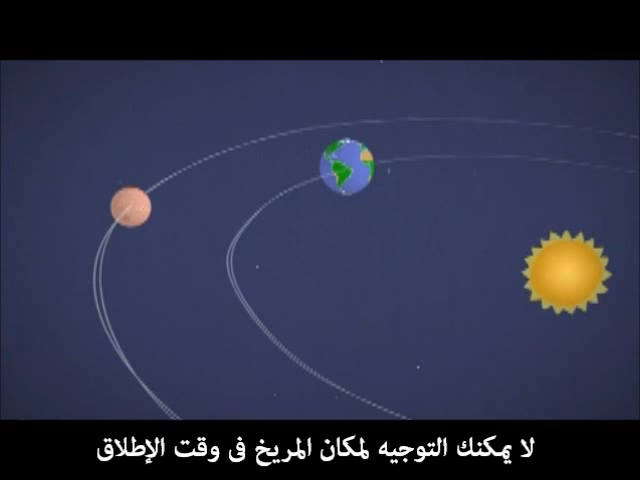 لا يمكنك التوجيه لمكان المريخ فى وقت الإطلاق